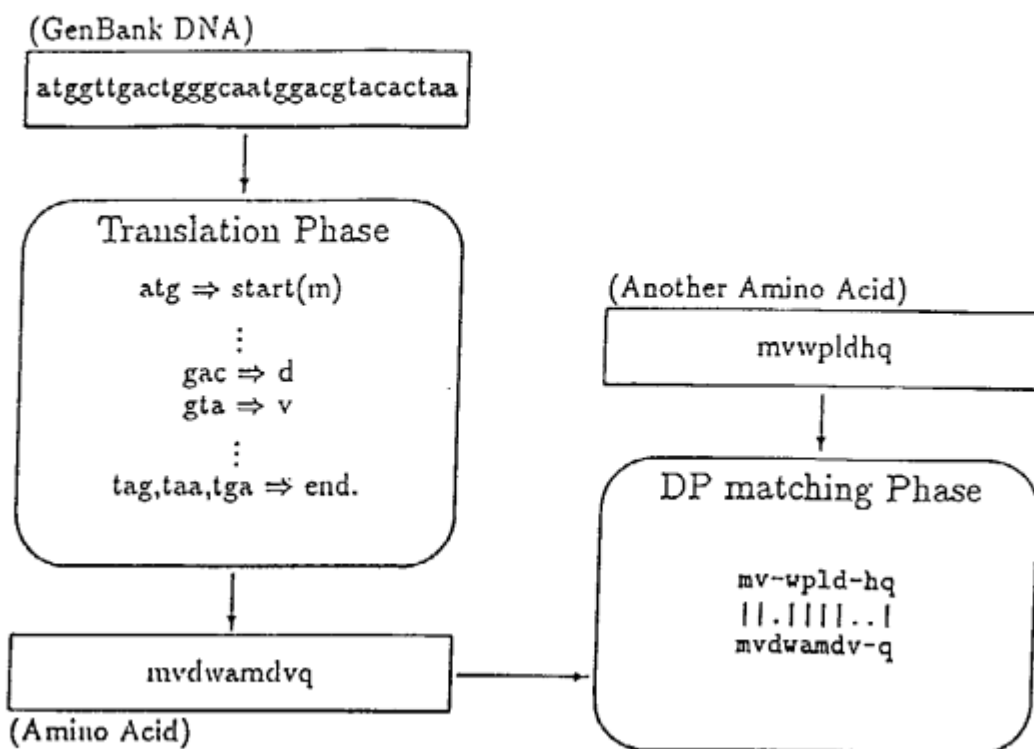 (GenBank DNA)
atggttgactgggcaatggacgtacactaa
Translation Phase
atg ⇒ start(m)
⋮
gac ⇒ d
gta ⇒ v
⋮
tag,taa,tga ⇒ end.
mvdwamdvq
(Amino Acid)
(Another Amino Acid)
mvwpldhq
DP matching Phase
mv-wpld-hq
||.||||..|
mvdwamdv-q